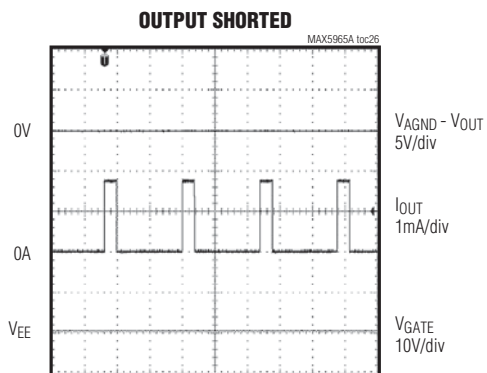 OUTPUT SHORTED
MAX5965A toc26
0V
VAGND - VOUT
5V/div
IOUT
1mA/div
0A
VEE
VGATE
10V/div